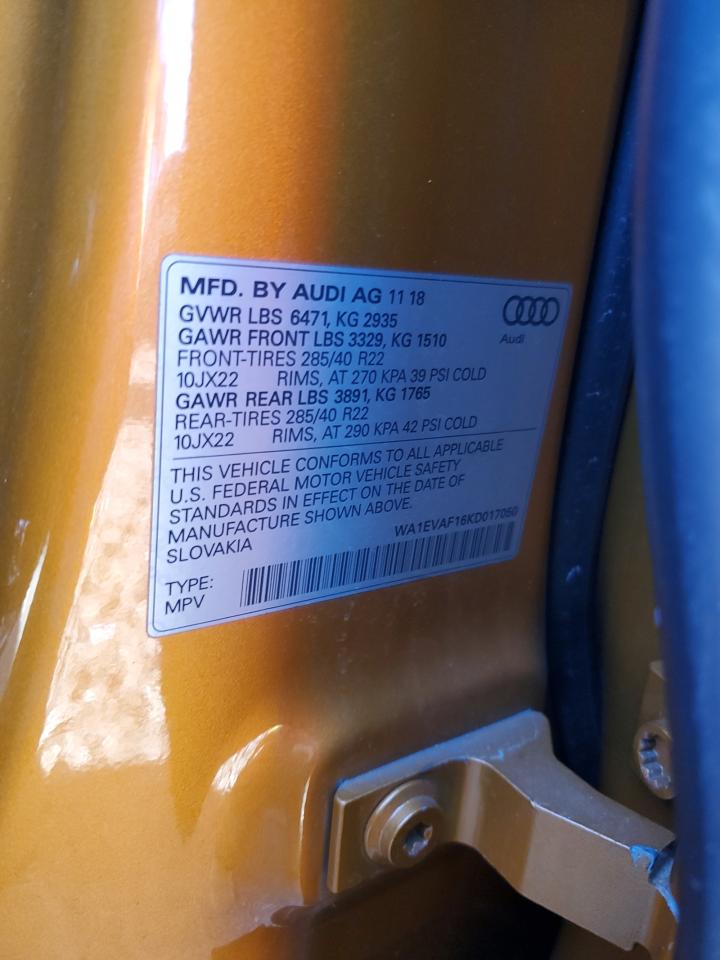 MFD. BY AUDI AG 11 18
GVWR LBS 6471, KG 2935
GAWR FRONT LBS 3329, KG 1510
FRONT-TIRES 285/40 R22
10JX22 RIMS, AT 270 KPA 39 PSI COLD
GAWR REAR LBS 3891, KG 1765
REAR-TIRES 285/40 R22
10JX22 RIMS, AT 290 KPA 42 PSI COLD
Audi
THIS VEHICLE CONFORMS TO ALL APPLICABLE
U.S. FEDERAL MOTOR VEHICLE SAFETY
STANDARDS IN EFFECT ON THE DATE OF
MANUFACTURE SHOWN ABOVE.
SLOVAKIA
WA1EVAF16KD017050
TYPE:
MPV